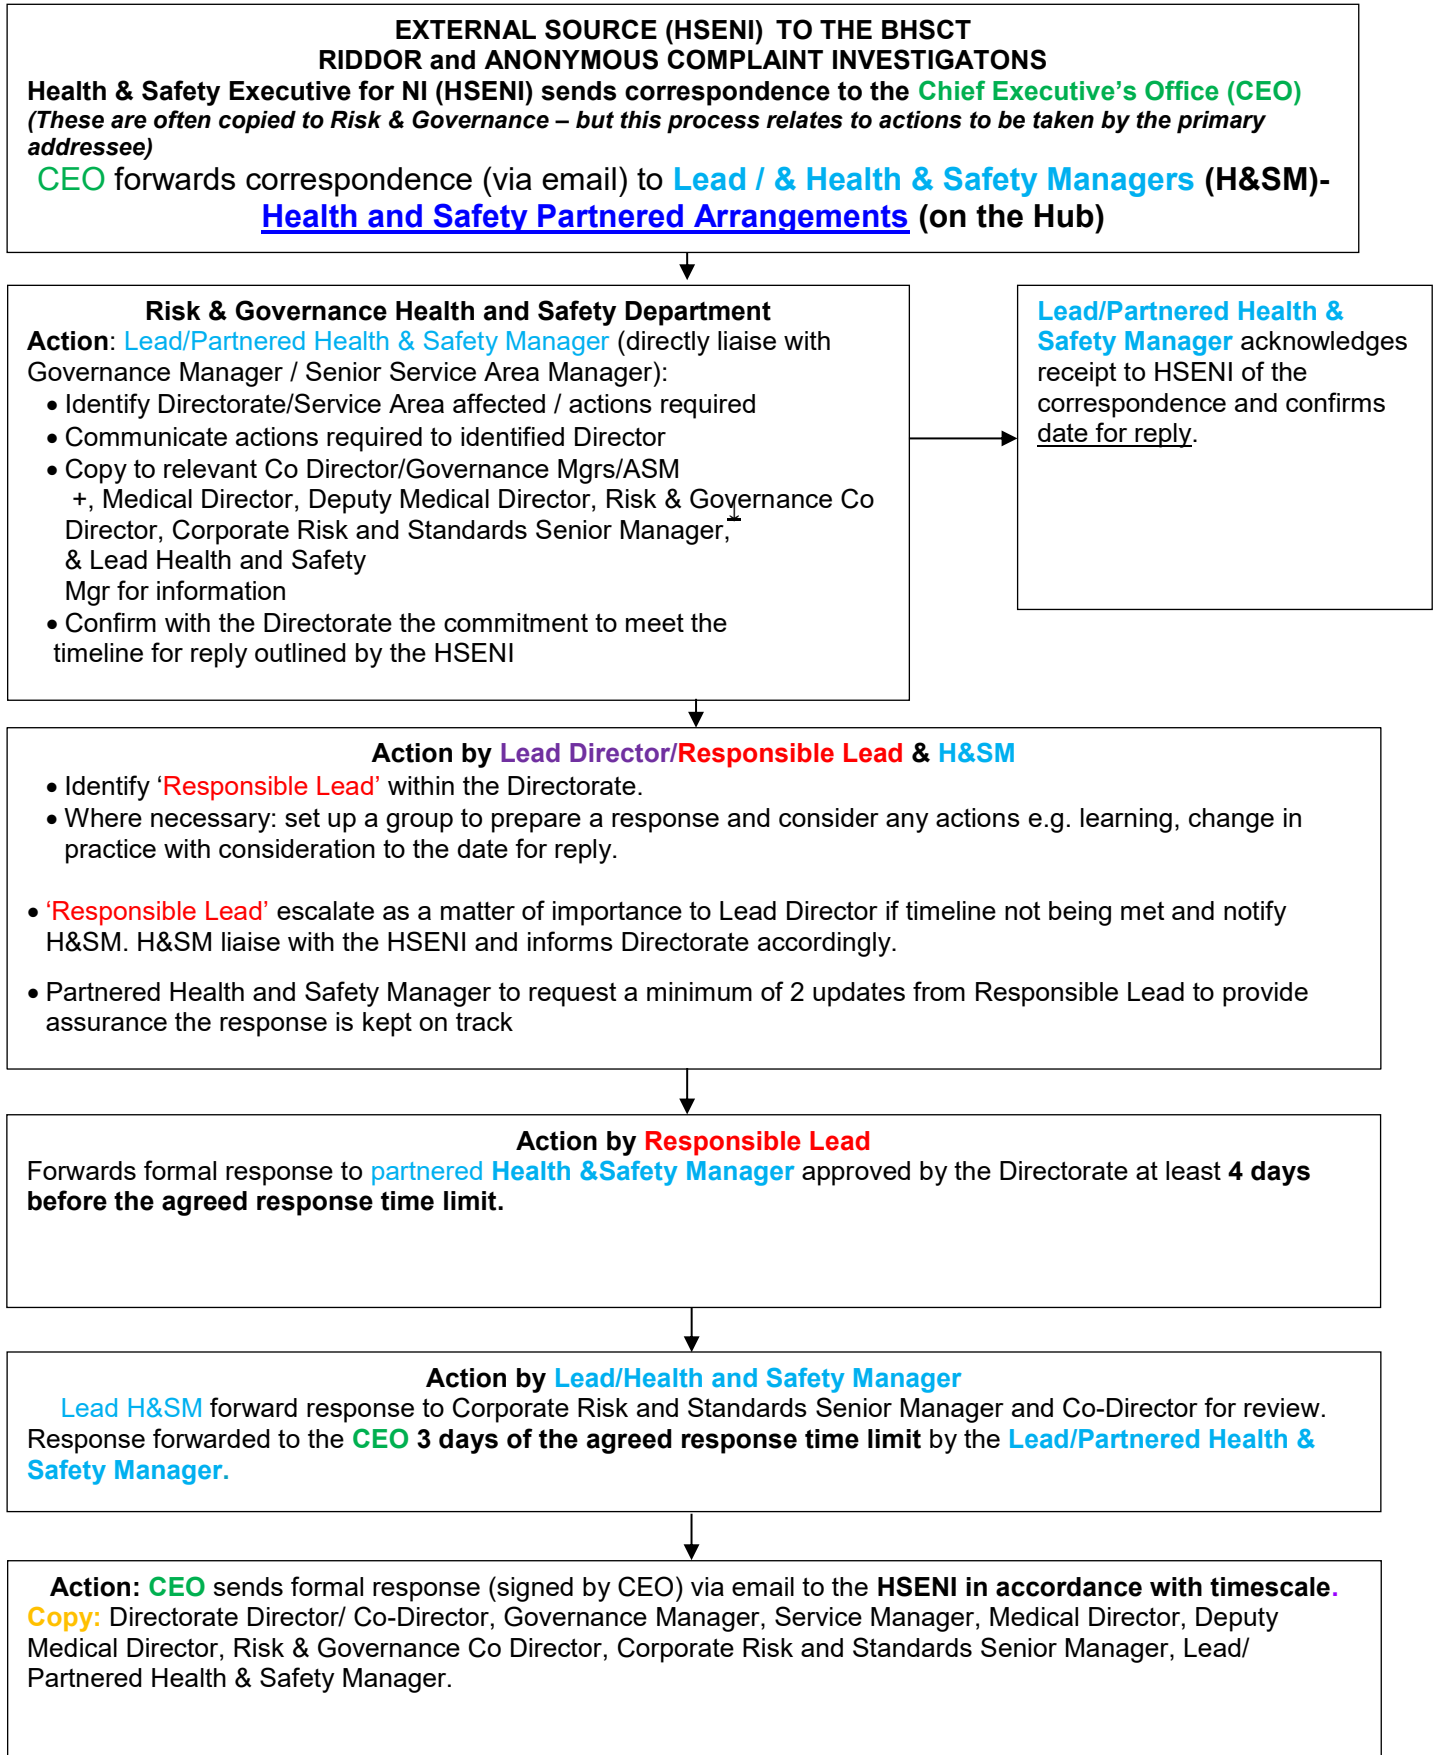 EXTERNAL SOURCE (HSENI) TO THE BHSCT
RIDDOR and ANONYMOUS COMPLAINT INVESTIGATONS
Health & Safety Executive for NI (HSENI) sends correspondence to the Chief Executive's Office (CEO)
(These are often copied to Risk & Governance – but this process relates to actions to be taken by the primary
addressee)
CEO forwards correspondence (via email) to Lead / & Health & Safety Managers (H&SM)-
Health and Safety Partnered Arrangements (on the Hub)
Risk & Governance Health and Safety Department
Action: Lead/Partnered Health & Safety Manager (directly liaise with
Governance Manager / Senior Service Area Manager):
• Identify Directorate/Service Area affected / actions required
• Communicate actions required to identified Director
• Copy to relevant Co Director/Governance Mgrs/ASM
+, Medical Director, Deputy Medical Director, Risk & Governance Co
Director, Corporate Risk and Standards Senior Manager,
& Lead Health and Safety
Mgr for information
• Confirm with the Directorate the commitment to meet the
timeline for reply outlined by the HSENI
Lead/Partnered Health &
Safety Manager acknowledges
receipt to HSENI of the
correspondence and confirms
date for reply.
Action by Lead Director/Responsible Lead & H&SM
• Identify ‘Responsible Lead’ within the Directorate.
• Where necessary: set up a group to prepare a response and consider any actions e.g. learning, change in
practice with consideration to the date for reply.
• ‘Responsible Lead’ escalate as a matter of importance to Lead Director if timeline not being met and notify
H&SM. H&SM liaise with the HSENI and informs Directorate accordingly.
• Partnered Health and Safety Manager to request a minimum of 2 updates from Responsible Lead to provide
assurance the response is kept on track
Action by Responsible Lead
Forwards formal response to partnered Health &Safety Manager approved by the Directorate at least 4 days
before the agreed response time limit.
Action by Lead/Health and Safety Manager
Lead H&SM forward response to Corporate Risk and Standards Senior Manager and Co-Director for review.
Response forwarded to the CEO 3 days of the agreed response time limit by the Lead/Partnered Health &
Safety Manager.
Action: CEO sends formal response (signed by CEO) via email to the HSENI in accordance with timescale.
Copy: Directorate Director/ Co-Director, Governance Manager, Service Manager, Medical Director, Deputy
Medical Director, Risk & Governance Co Director, Corporate Risk and Standards Senior Manager, Lead/
Partnered Health & Safety Manager.